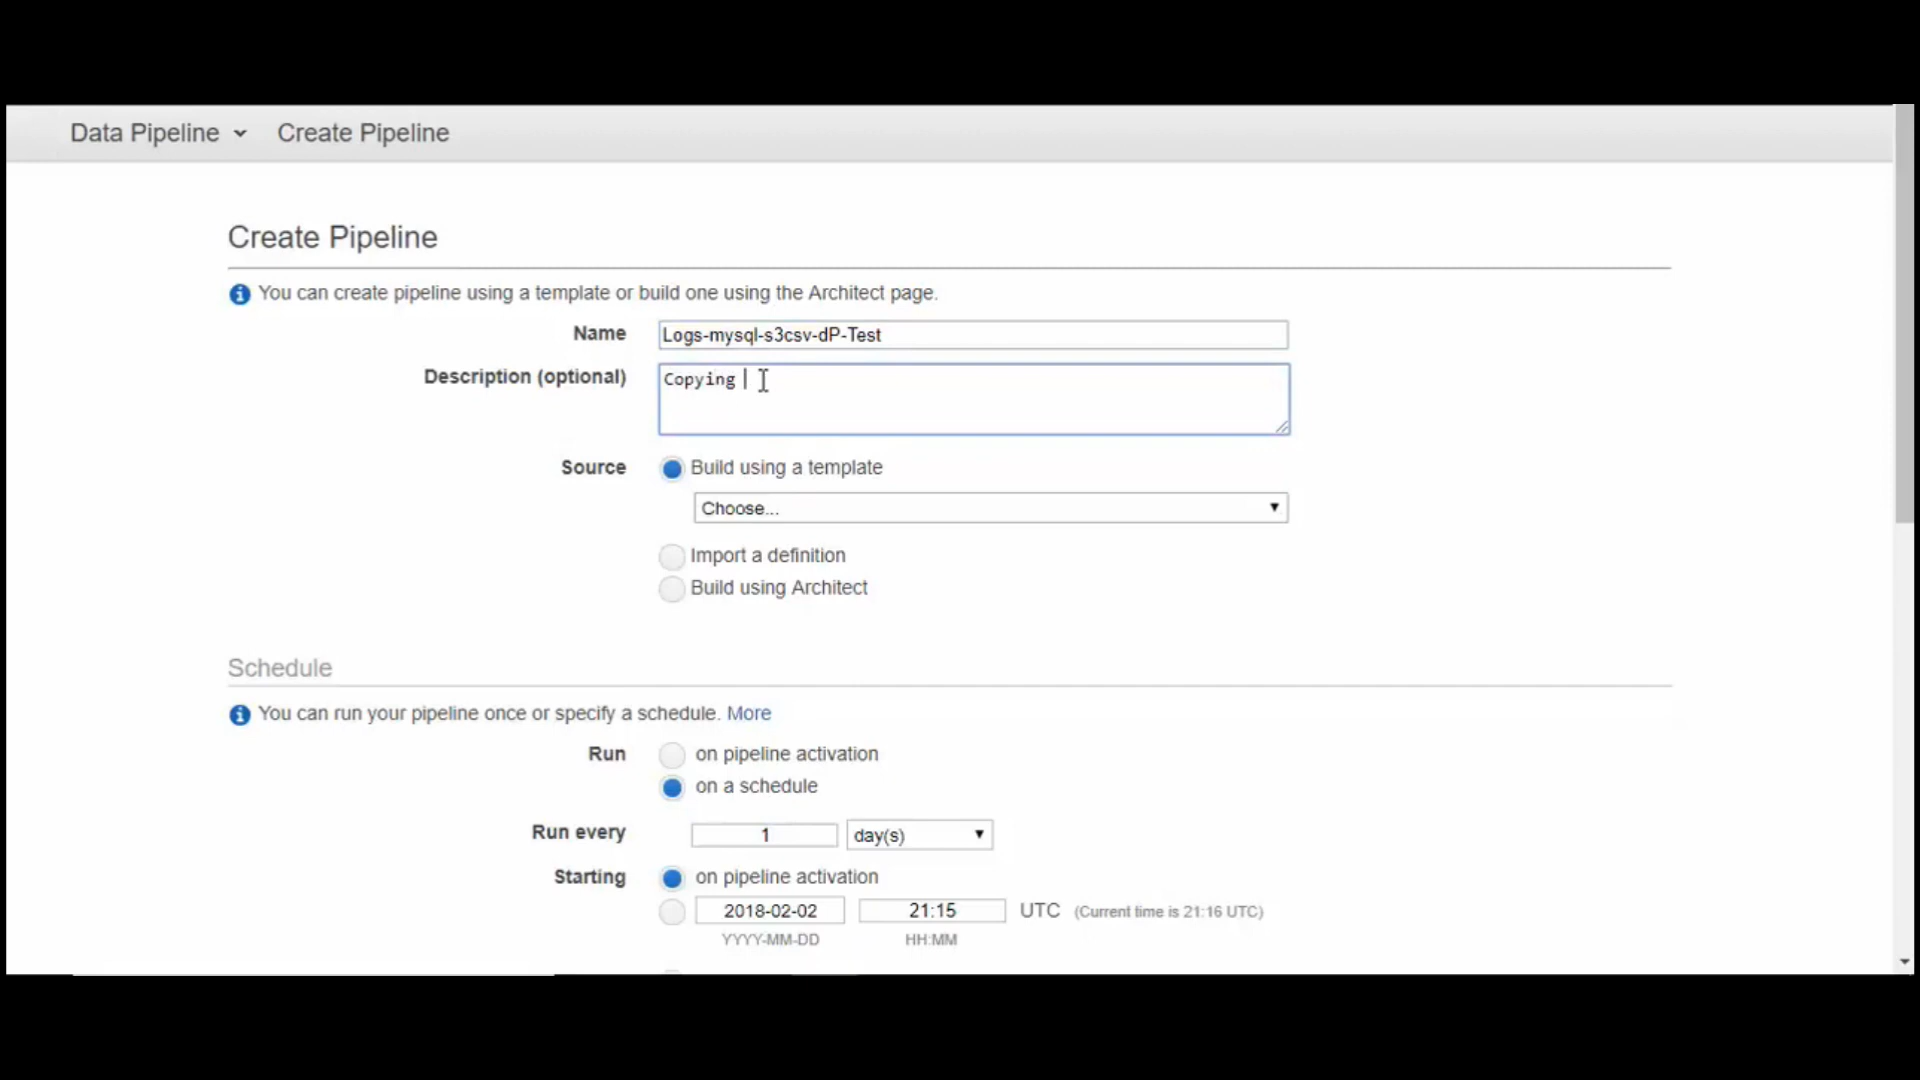 Data Pipeline Create Pipeline
Create Pipeline
You can create pipeline using a template or build one using the Architect page.
Name Logs-mysql-s3csv-dP-Test
Description (optional) Copying
Source Build using a template
Choose...
Import a definition
Build using Architect
Schedule
You can run your pipeline once or specify a schedule. More
Run on pipeline activation
on a schedule
Run every 1 day(s)
Starting on pipeline activation
2018-02-02 21:15 UTC (Current time is 21:16 UTC)
YYYY-MM-DD HH:MM